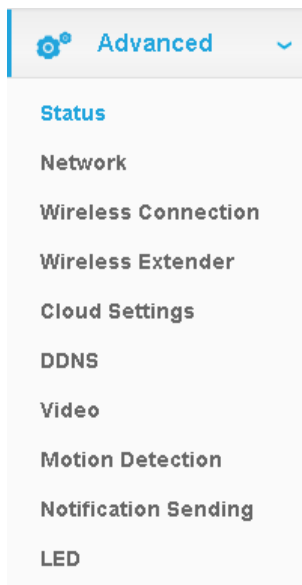 Advanced
Status
Network
Wireless Connection
Wireless Extender
Cloud Settings
DDNS
Video
Motion Detection
Notification Sending
LED